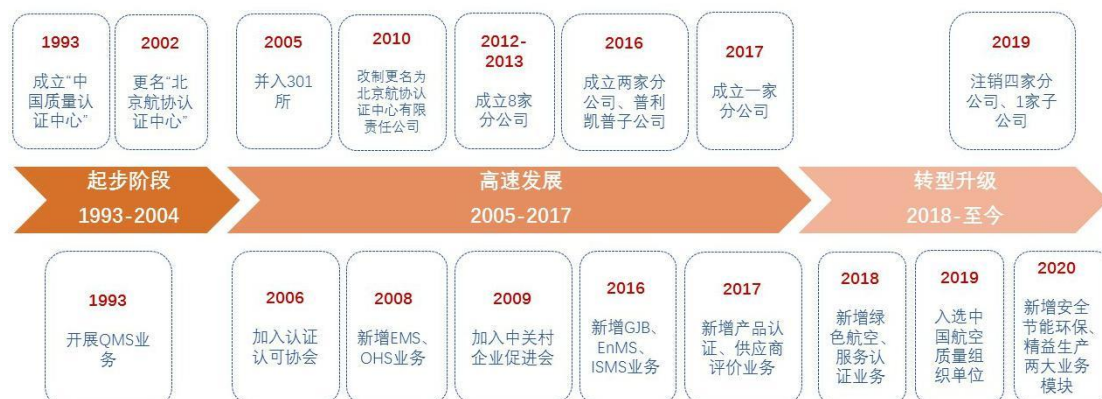 1993
成立“中
国质量认
证中心”
2002
更名“北
京航协认
证中心”
2005
并入301
所
2010
改制更名为
北京航协认
证中心有限
责任公司
2012-
2013
成立8家
分公司
2016
成立两家分
公司、普利
凯普子公司
2017
成立一家
分公司
2019
注销四家分
公司、1家子
公司
起步阶段
1993-2004
高速发展
2005-2017
转型升级
2018-至今
1993
开展QMS业
务
2006
加入认证
认可协会
2008
新增EMS、
OHS业务
2009
加入中关村
企业促进会
2016
新增GJB、
EnMS、
ISMS业务
2017
新增产品认
证、供应商
评价业务
2018
新增绿
色航空、
服务认
证业务
2019
入选中
国航空
质量组
织单位
2020
新增安全
节能环保、
精益生产
两大业务
模块